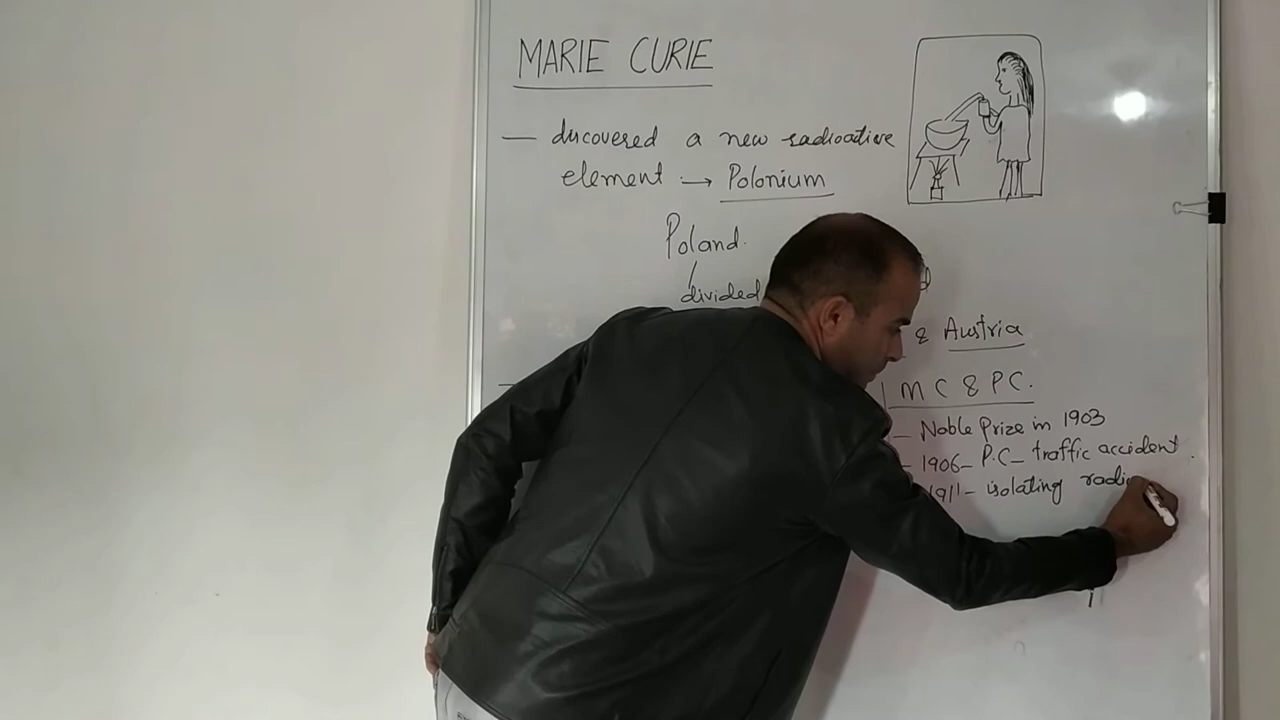 MARIE CURIE
— discovered a new radioactive
element → Polonium
Poland.
divided
& Austria
M C & P C.
— Noble Prize in 1903
– 1906– P.C– traffic accident.
1911– isolating